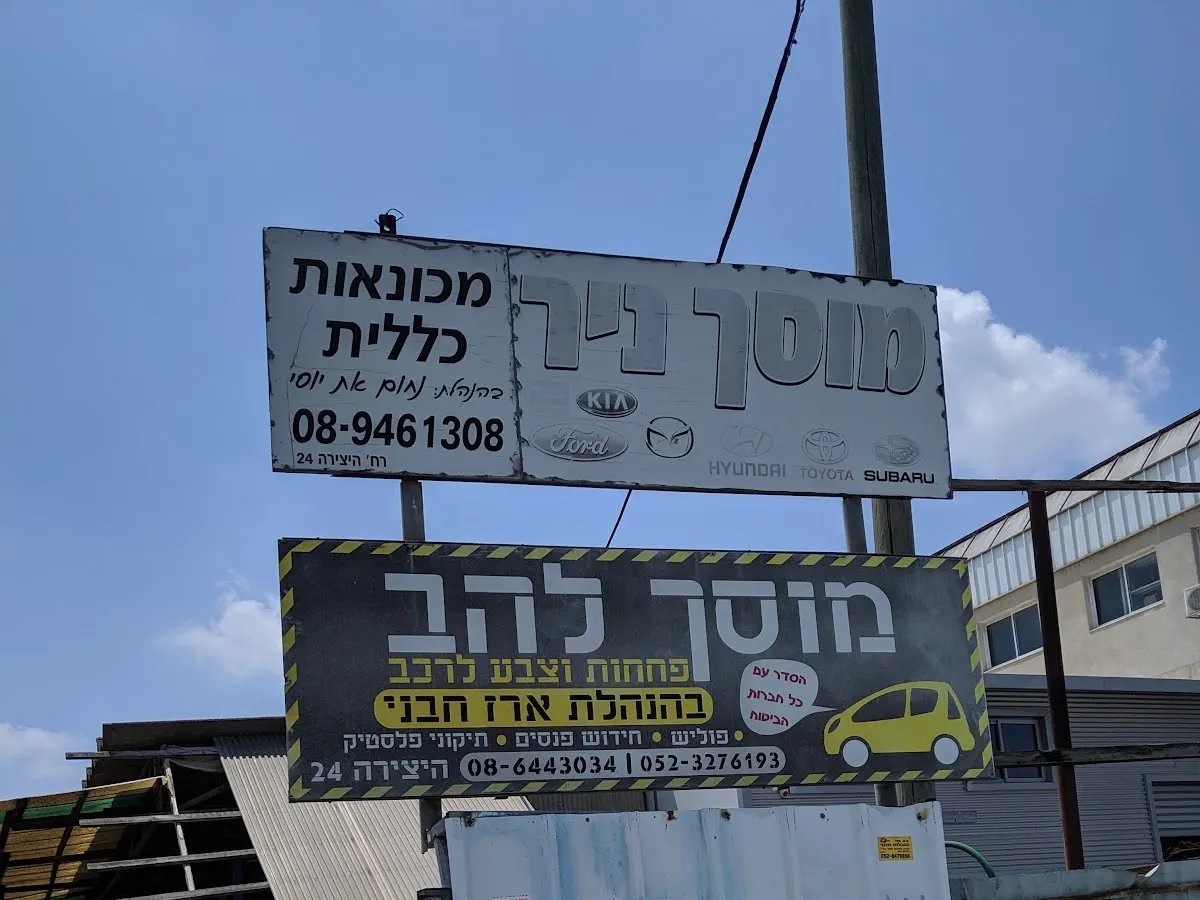 מוסך ניר
KIA
Ford
HYUNDAI
TOYOTA
SUBARU
מכונאות
כללית
בהנהלת: נחום את יוסי
08-9461308
רח' היצירה 24
מוסך להב
פחחות וצבע לרכב
בהנהלת ארז חבני
• פוליש • חידוש פנסים • תיקוני פלסטיק
052-3276193 | 08-6443034 היצירה 24
הסדר עם
כל חברות
הביטוח
052-8479856